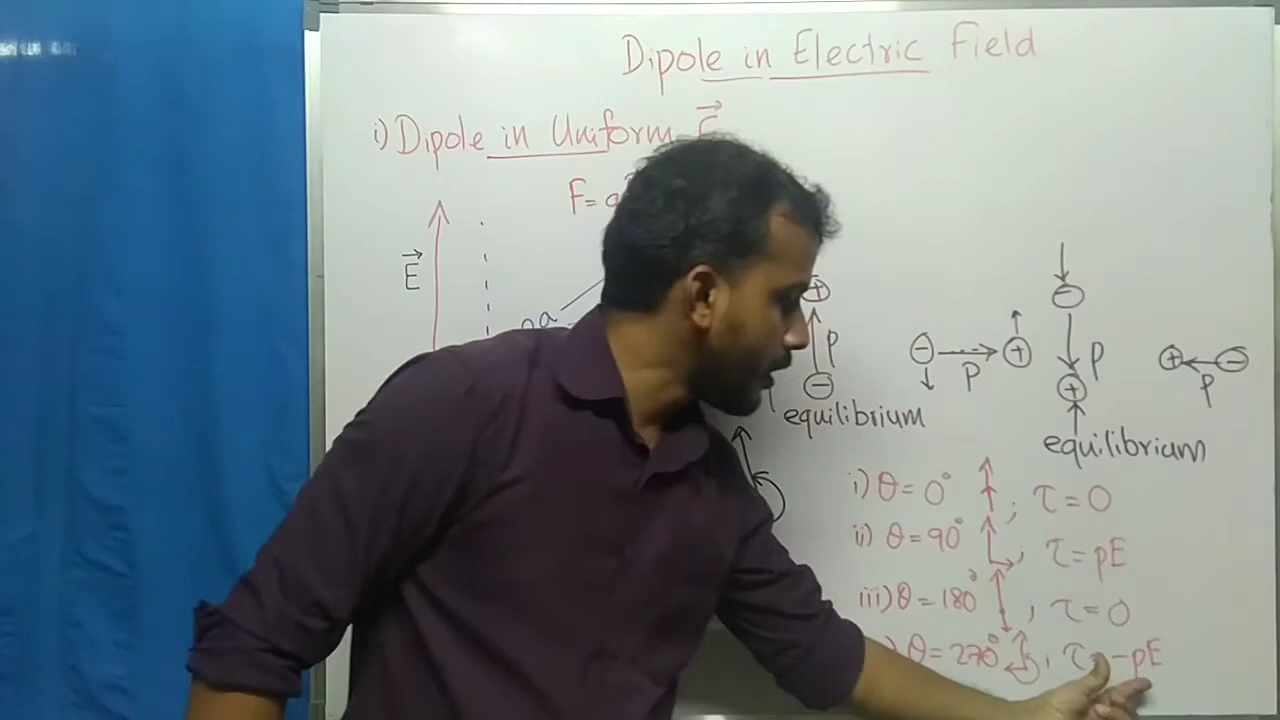 Dipole in Electric Field
i) Dipole in Uniform E
F= q
E
a
P
equilibrium
P
P
equilibrium
P
i) θ = 0° ; τ = 0
ii) θ = 90° , τ = pE
iii) θ = 180° , τ = 0
) θ = 270° , τ = -pE